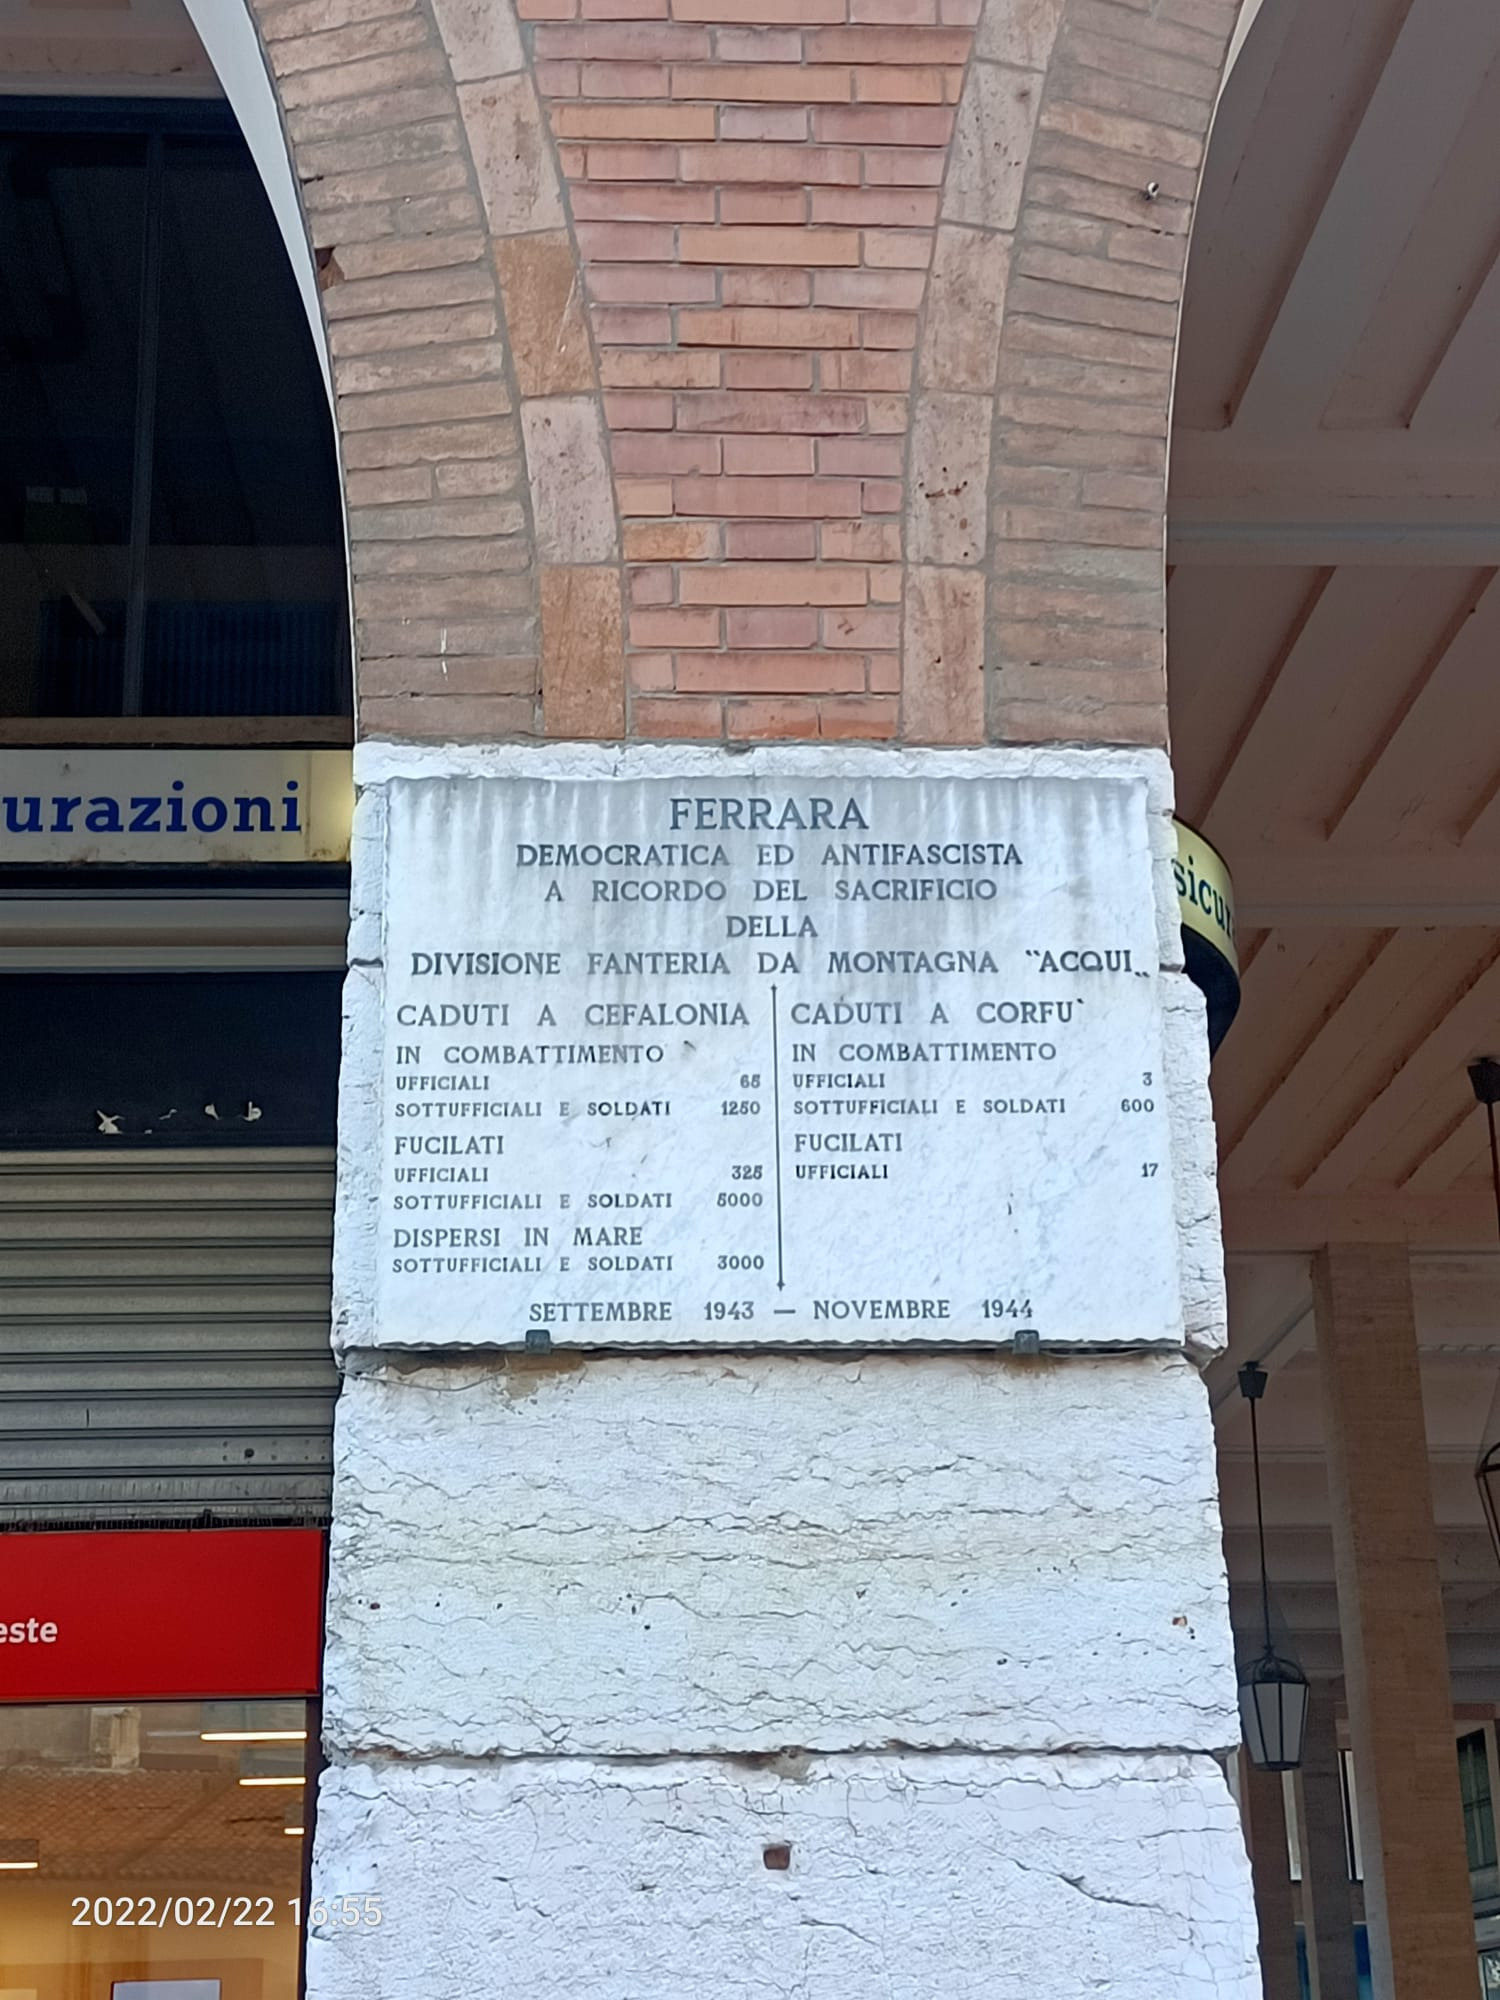 urazioni
FERRARA
DEMOCRATICA ED ANTIFASCISTA
A RICORDO DEL SACRIFICIO
DELLA
DIVISIONE FANTERIA DA MONTAGNA "ACQUI„
CADUTI A CEFALONIA
IN COMBATTIMENTO
UFFICIALI 65
SOTTUFFICIALI E SOLDATI 1250
FUCILATI
UFFICIALI 325
SOTTUFFICIALI E SOLDATI 5000
DISPERSI IN MARE
SOTTUFFICIALI E SOLDATI 3000
CADUTI A CORFU`
IN COMBATTIMENTO
UFFICIALI 3
SOTTUFFICIALI E SOLDATI 600
FUCILATI
UFFICIALI 17
SETTEMBRE 1943 — NOVEMBRE 1944
sicur
este
2022/02/22 16:55